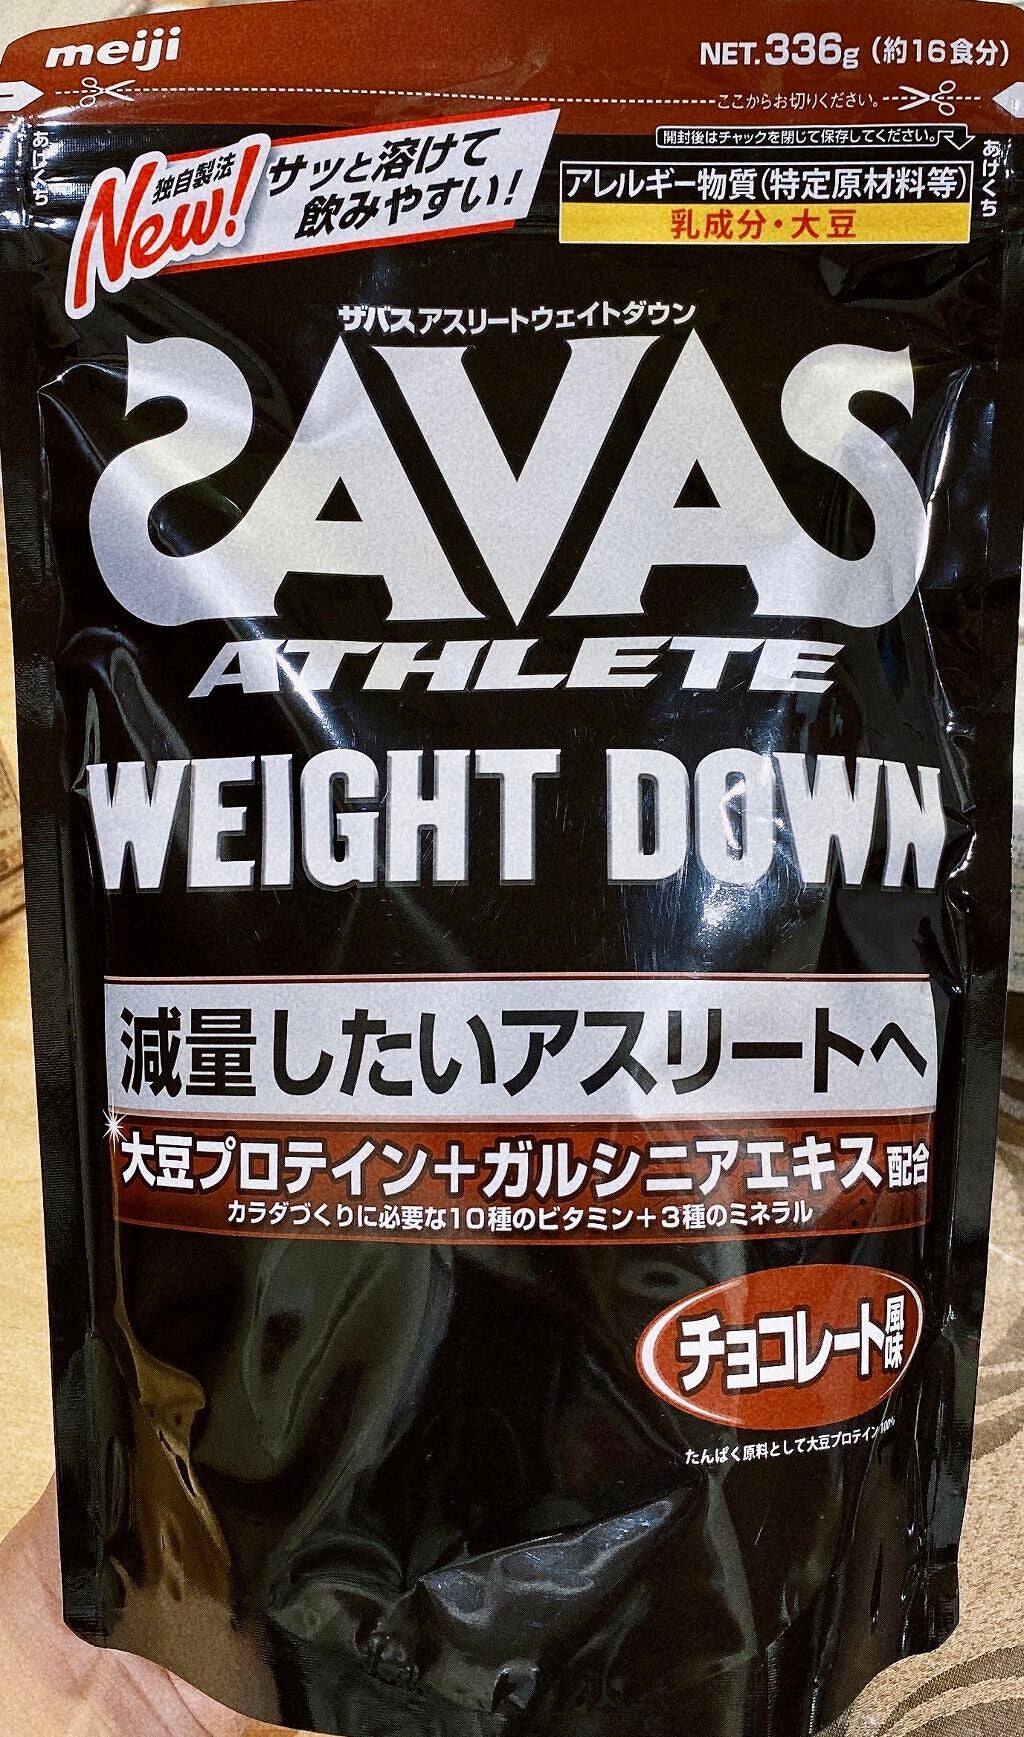 meiji
NET.336g（約16食分）
ここからお切りください。
開封後はチャックを閉じて保存してください。
あけくち
あけくち
独自製法
New!
サッと溶けて
飲みやすい！
アレルギー物質（特定原材料等）
乳成分・大豆
ザバス アスリートウェイトダウン
SAVAS
ATHLETE
WEIGHT DOWN
減量したいアスリートへ
大豆プロテイン＋ガルシニアエキス配合
カラダづくりに必要な10種のビタミン＋3種のミネラル
チョコレート風味
たんぱく原料として大豆プロテイン100%